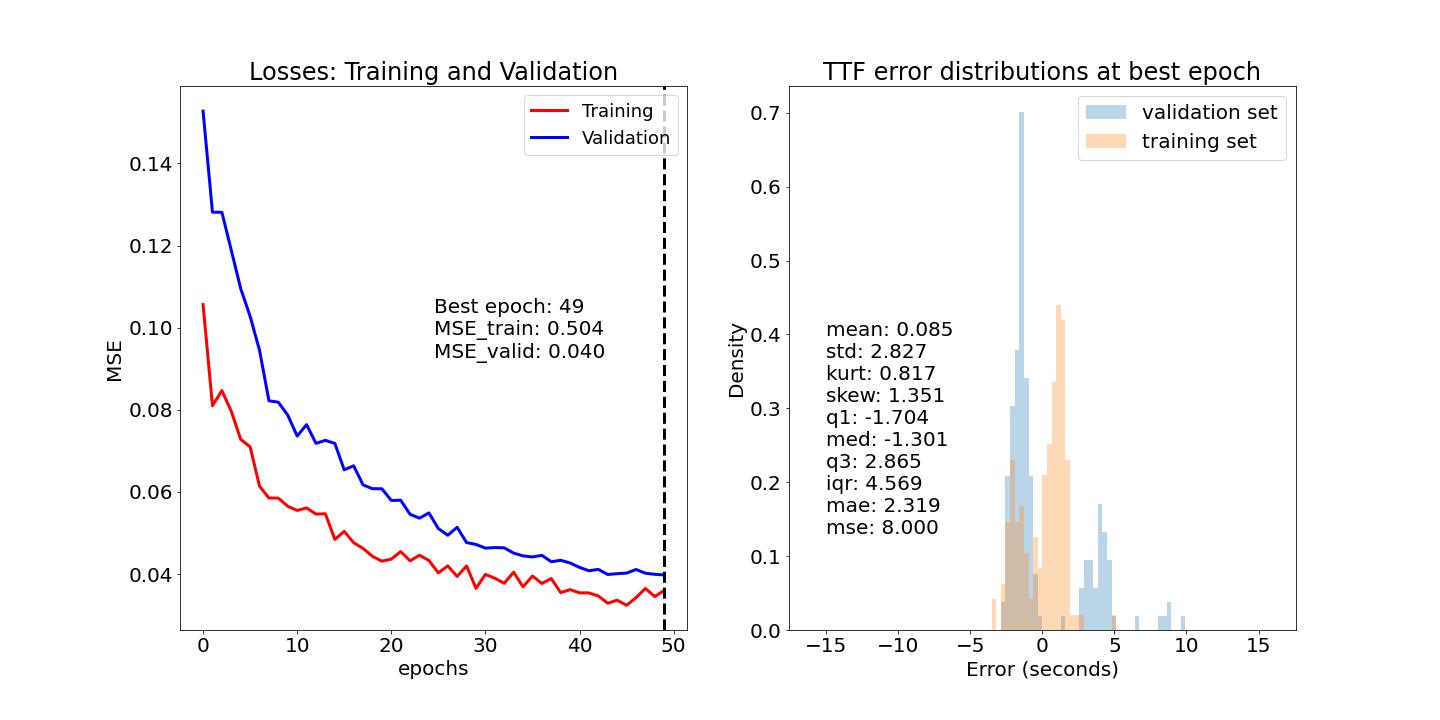 Losses: Training and Validation
Training
Validation
0.14
0.12
0.10
0.08
0.06
0.04
MSE
Best epoch: 49
MSE_train: 0.504
MSE_valid: 0.040
0 10 20 30 40 50
epochs
TTF error distributions at best epoch
validation set
training set
0.7
0.6
0.5
0.4
0.3
0.2
0.1
0.0
Density
mean: 0.085
std: 2.827
kurt: 0.817
skew: 1.351
q1: -1.704
med: -1.301
q3: 2.865
iqr: 4.569
mae: 2.319
mse: 8.000
−15 −10 −5 0 5 10 15
Error (seconds)